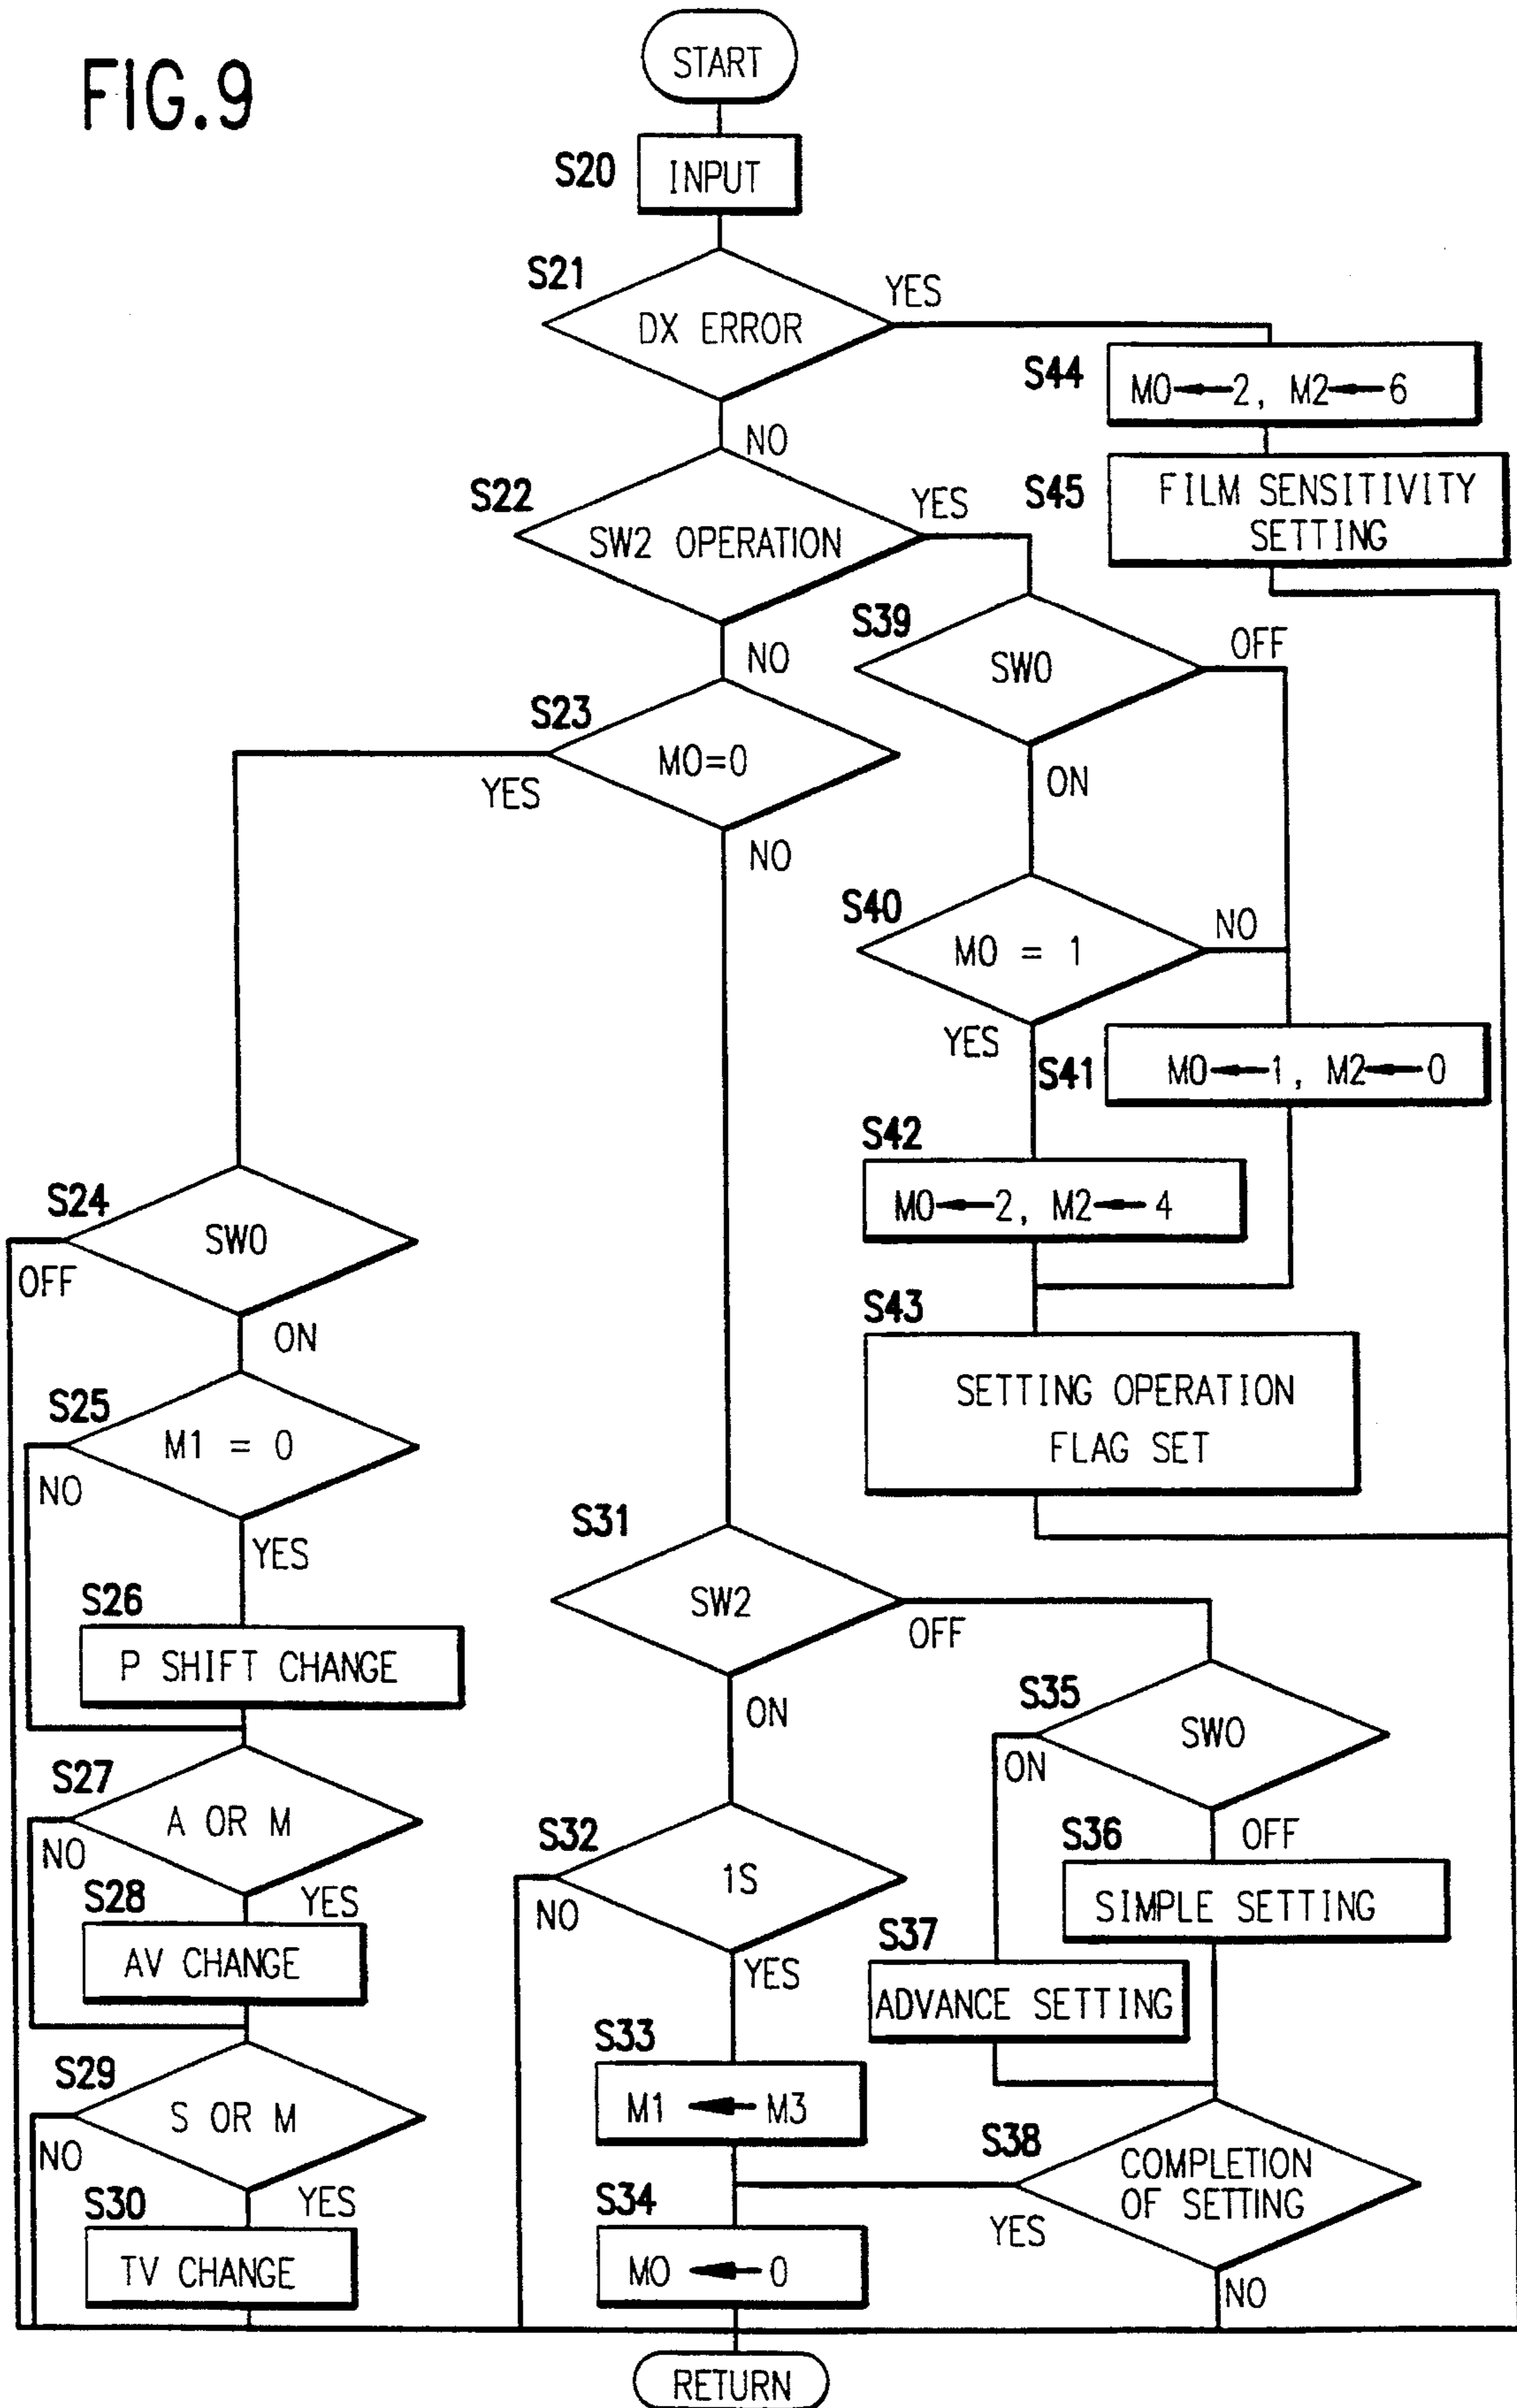 FIG.9
START
S20
INPUT
S21
DX ERROR
YES
NO
S44
M0←2, M2←6
S45
FILM SENSITIVITY
SETTING
S22
SW2 OPERATION
YES
NO
S39
SW0
OFF
ON
S23
M0=0
YES
NO
S40
M0 = 1
NO
YES
S41
M0←1, M2←0
S42
M0←2, M2←4
S43
SETTING OPERATION
FLAG SET
S24
SW0
OFF
ON
S25
M1 = 0
NO
YES
S26
P SHIFT CHANGE
S27
A OR M
NO
YES
S28
AV CHANGE
S29
S OR M
NO
YES
S30
TV CHANGE
S31
SW2
OFF
ON
S32
1S
NO
YES
S33
M1 ← M3
S34
M0 ← 0
S35
SW0
ON
OFF
S36
SIMPLE SETTING
S37
ADVANCE SETTING
S38
COMPLETION
OF SETTING
YES
NO
RETURN